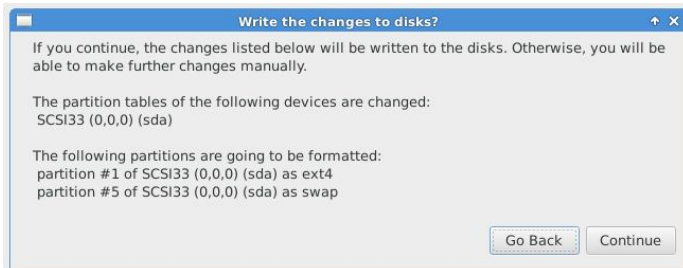 Write the changes to disks?
If you continue, the changes listed below will be written to the disks. Otherwise, you will be
able to make further changes manually.
The partition tables of the following devices are changed:
SCSI33 (0,0,0) (sda)
The following partitions are going to be formatted:
partition #1 of SCSI33 (0,0,0) (sda) as ext4
partition #5 of SCSI33 (0,0,0) (sda) as swap
Go Back Continue